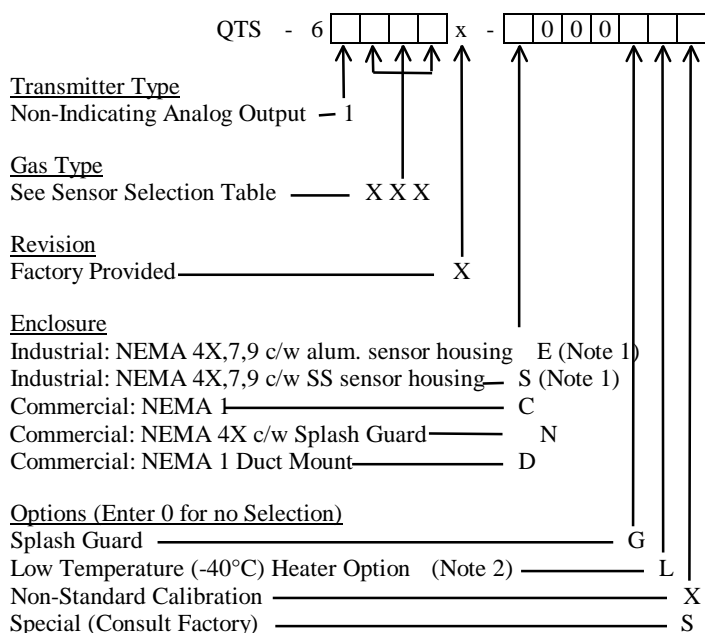 QTS - 6 x - 0 0 0
Transmitter Type
Non-Indicating Analog Output 1
Gas Type
See Sensor Selection Table X X X
Revision
Factory Provided X
Enclosure
Industrial: NEMA 4X,7,9 c/w alum. sensor housing E (Note 1)
Industrial: NEMA 4X,7,9 c/w SS sensor housing S (Note 1)
Commercial: NEMA 1 C
Commercial: NEMA 4X c/w Splash Guard N
Commercial: NEMA 1 Duct Mount D
Options (Enter 0 for no Selection)
Splash Guard G
Low Temperature (-40°C) Heater Option (Note 2) L
Non-Standard Calibration X
Special (Consult Factory) S